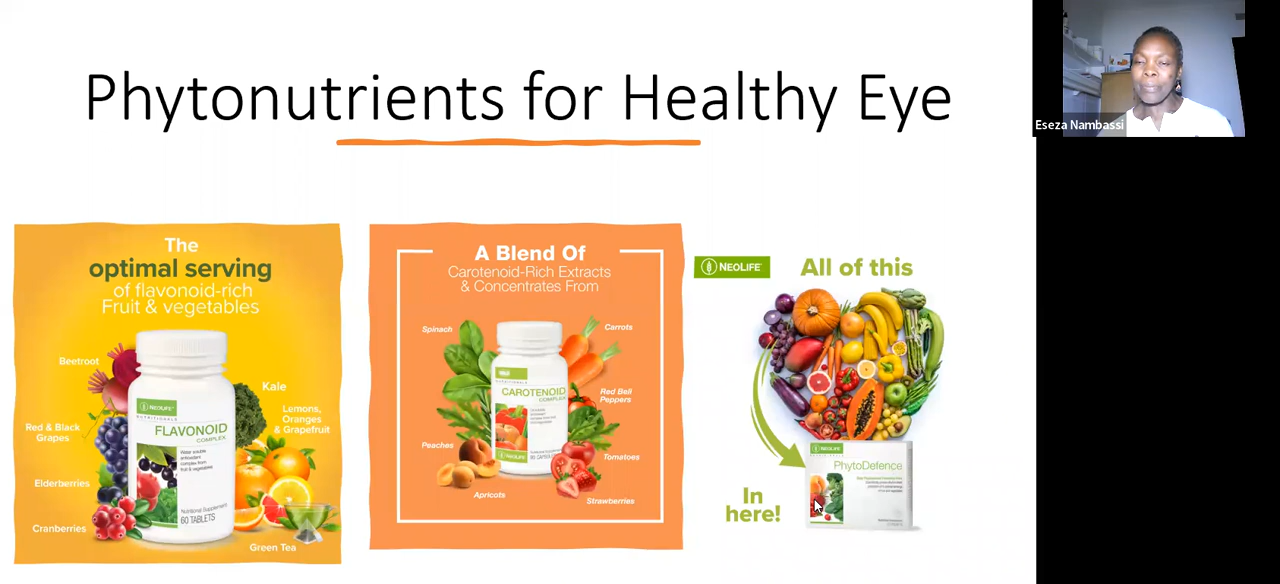 Phytonutrients for Healthy Eye
Eseza Nambassi
The
optimal serving
of flavonoid-rich
Fruit & vegetables
Beetroot
Kale
Lemons,
Oranges
& Grapefruit
Red & Black
Grapes
Elderberries
Cranberries
Green Tea
NEOLIFE
NUTRITIONALS
FLAVONOID
COMPLEX
Water soluble
antioxidants
complex from
fruit & vegetables
Nutritional Supplement
60 TABLETS
A Blend Of
Carotenoid-Rich Extracts
& Concentrates From
Spinach
Carrots
Red Bell
Peppers
Peaches
Tomatoes
Apricots
Strawberries
CAROTENOID
COMPLEX
NEOLIFE
All of this
In
here!
NEOLIFE
PhytoDefence